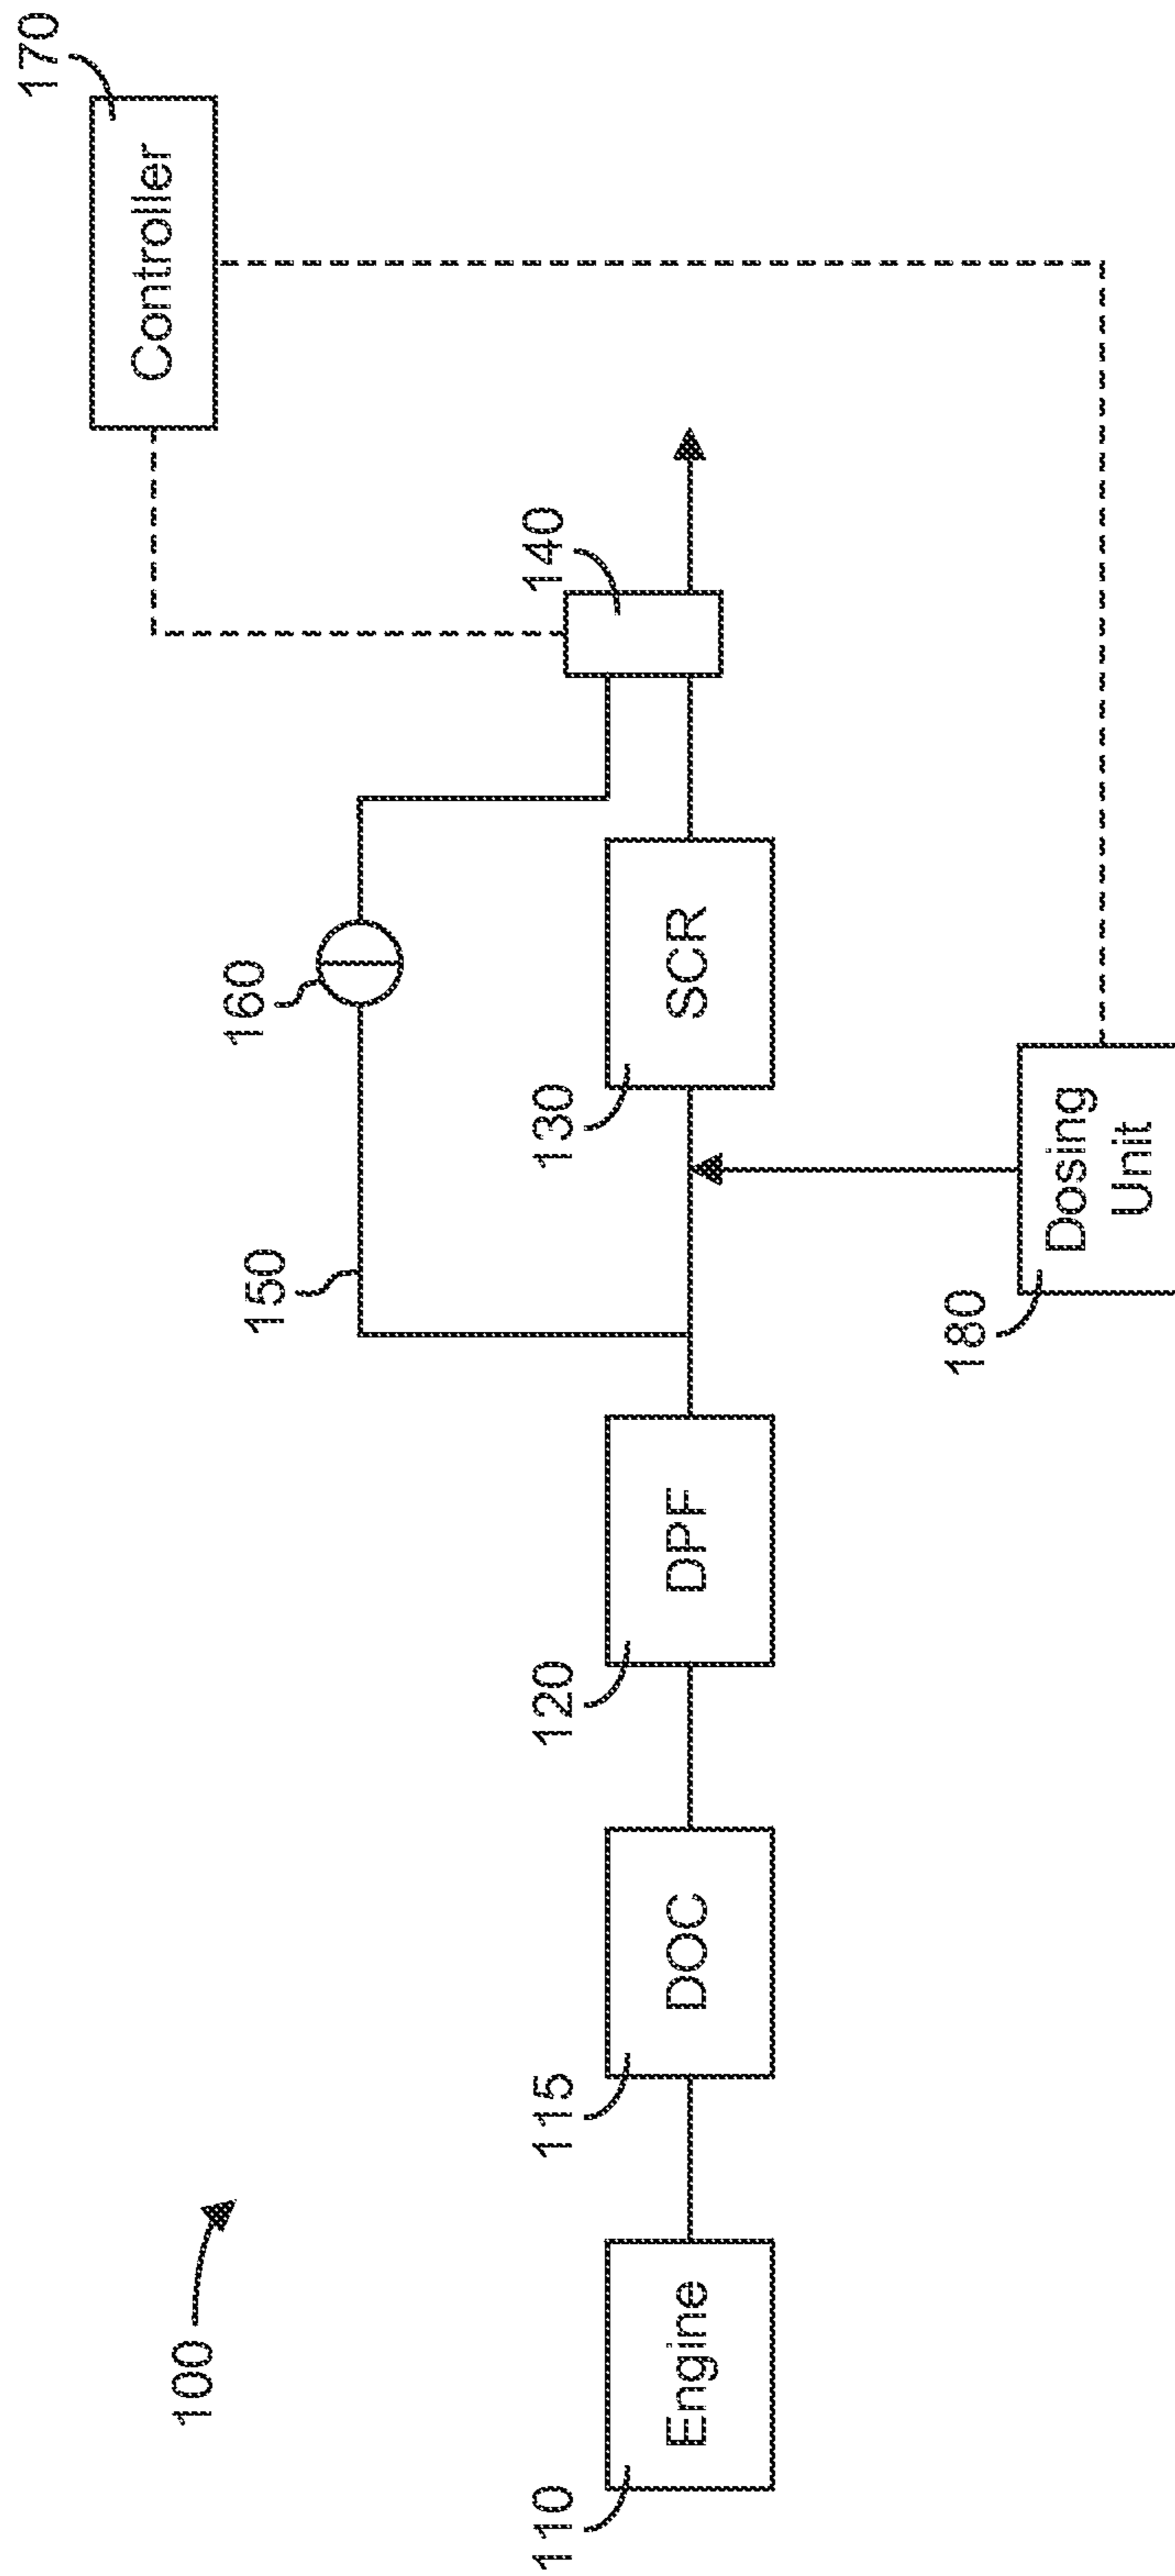 100
170
Controller
160
150
140
110
115
120
130
Engine
DOC
DPF
SCR
180
Dosing
Unit